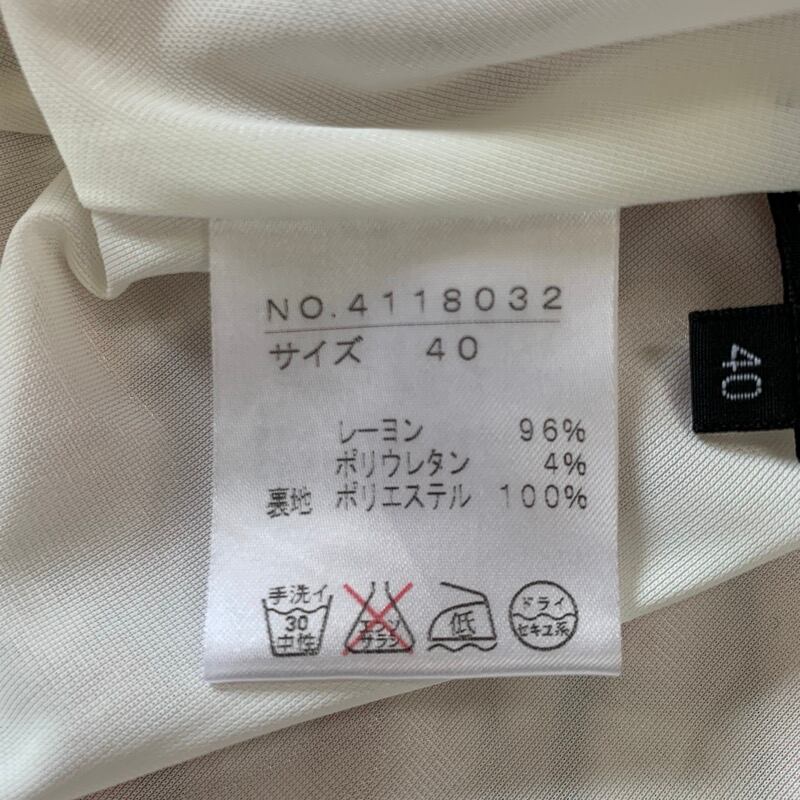 NO.4118032
サイズ 40
レーヨン 96%
ポリウレタン 4%
裏地 ポリエステル 100%
手洗イ
30
中性
エンソ
サラシ
低
ドライ
セキユ系
40